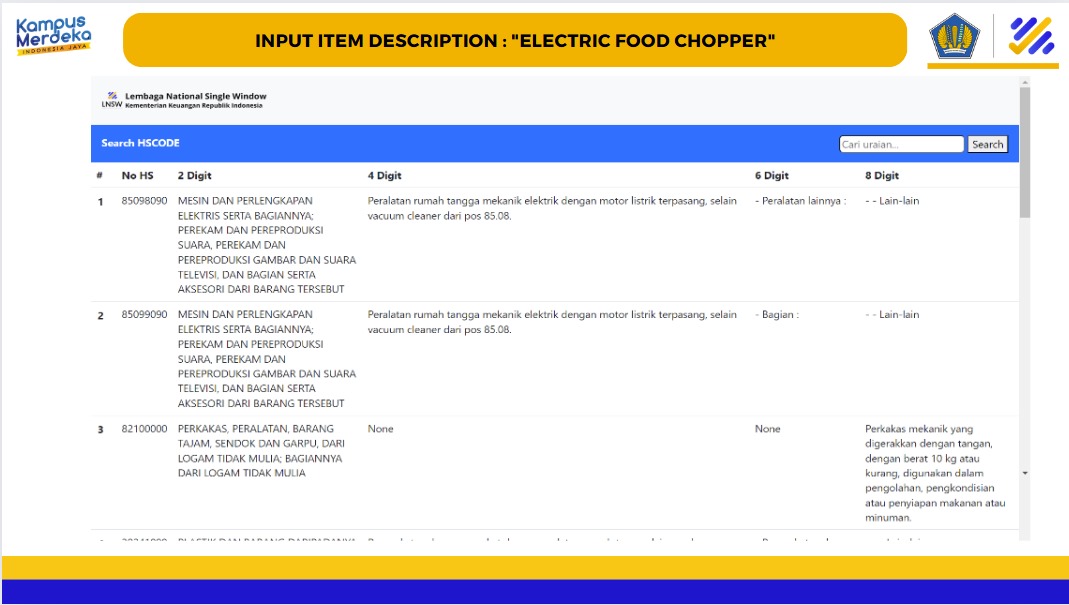 Kampus
Merdeka
INDONESIA JAYA
INPUT ITEM DESCRIPTION : "ELECTRIC FOOD CHOPPER"
LNSW
Lembaga National Single Window
Kementerian Keuangan Republik Indonesia
Search HSCODE
Cari uraian...
Search
# No HS 2 Digit 4 Digit 6 Digit 8 Digit
1 85098090 MESIN DAN PERLENGKAPAN Peralatan rumah tangga mekanik elektrik dengan motor listrik terpasang, selain - Peralatan lainnya : - - Lain-lain
ELEKTRIS SERTA BAGIANNYA; vacuum cleaner dari pos 85.08.
PEREKAM DAN PEREPRODUKSI
SUARA, PEREKAM DAN
PEREPRODUKSI GAMBAR DAN SUARA
TELEVISI, DAN BAGIAN SERTA
AKSESORI DARI BARANG TERSEBUT
2 85099090 MESIN DAN PERLENGKAPAN Peralatan rumah tangga mekanik elektrik dengan motor listrik terpasang, selain - Bagian : - - Lain-lain
ELEKTRIS SERTA BAGIANNYA; vacuum cleaner dari pos 85.08.
PEREKAM DAN PEREPRODUKSI
SUARA, PEREKAM DAN
PEREPRODUKSI GAMBAR DAN SUARA
TELEVISI, DAN BAGIAN SERTA
AKSESORI DARI BARANG TERSEBUT
3 82100000 PERKAKAS, PERALATAN, BARANG None None Perkakas mekanik yang
TAJAM, SENDOK DAN GARPU, DARI digerakkan dengan tangan,
LOGAM TIDAK MULIA; BAGIANNYA dengan berat 10 kg atau
DARI LOGAM TIDAK MULIA kurang, digunakan dalam
pengolahan, pengkondisian
atau penyiapan makanan atau
minuman.